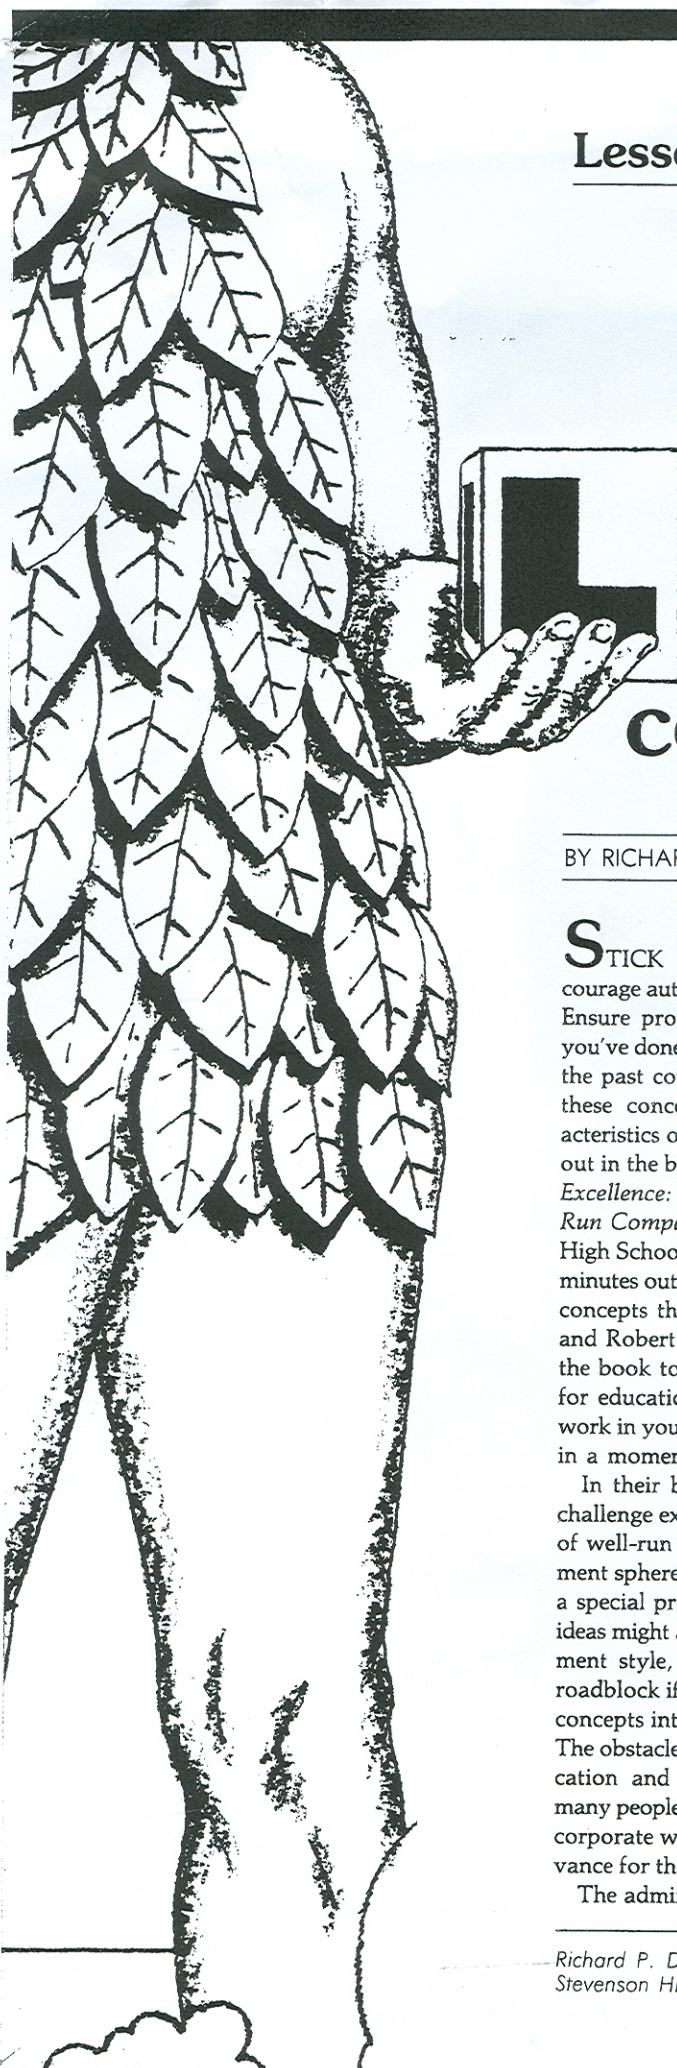 Lesso
L
co
BY RICHAR
STICK
courage aut
Ensure pro
you've done
the past co
these conce
acteristics o
out in the b
Excellence:
Run Compa
High Schoo
minutes out
concepts th
and Robert
the book to
for educatio
work in you
in a momen
In their b
challenge ex
of well-run
ment sphere
a special pr
ideas might
ment style,
roadblock if
concepts int
The obstacle
cation and
many people
corporate w
vance for th
The admi
Richard P. D
Stevenson Hi